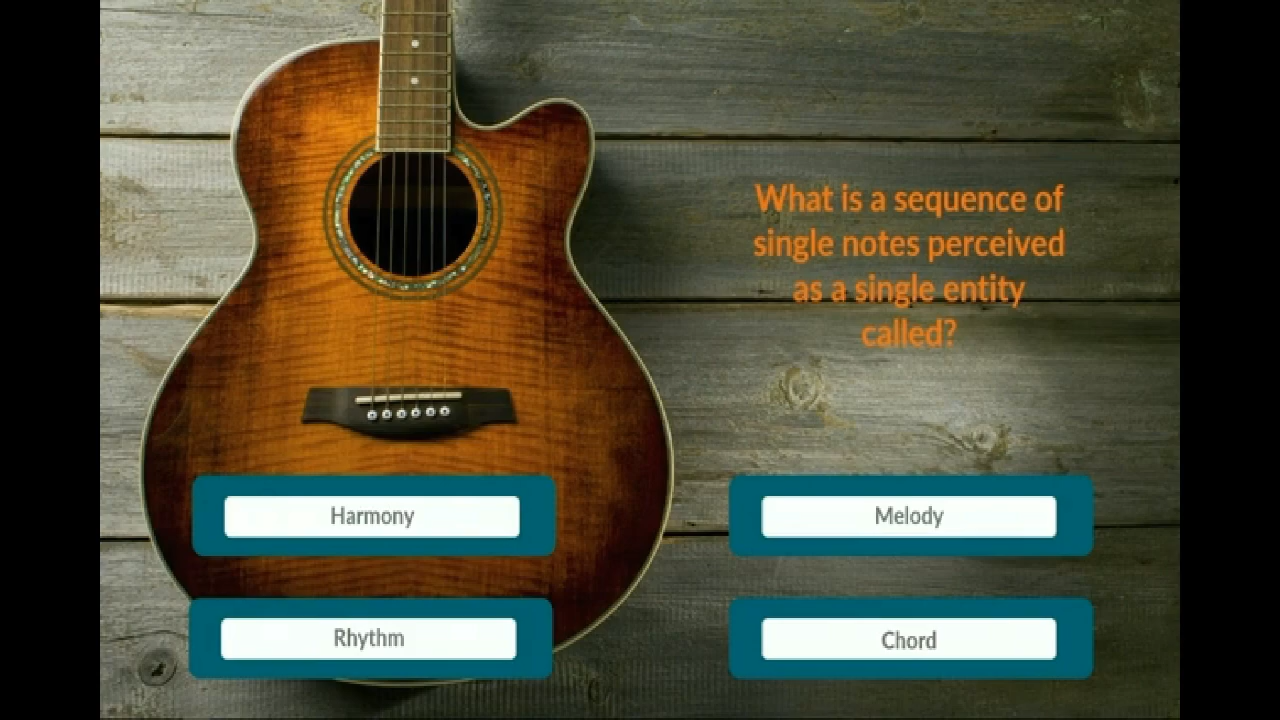 What is a sequence of
single notes perceived
as a single entity
called?
Harmony
Melody
Rhythm
Chord